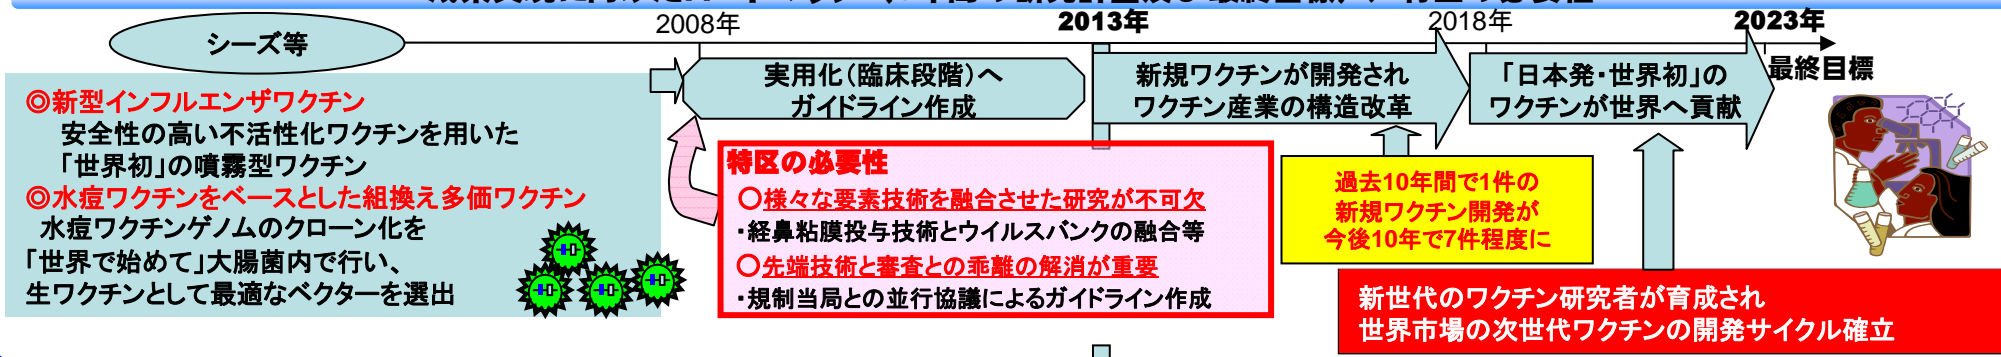 シーズ等
2008年
2013年
2018年
2023年
最終目標
◎新型インフルエンザワクチン
安全性の高い不活性化ワクチンを用いた
「世界初」の噴霧型ワクチン
◎水痘ワクチンをベースとした組換え多価ワクチン
水痘ワクチンゲノムのクローン化を
「世界で始めて」大腸菌内で行い、
生ワクチンとして最適なベクターを選出
実用化（臨床段階）へ
ガイドライン作成
新規ワクチンが開発され
ワクチン産業の構造改革
「日本発・世界初」の
ワクチンが世界へ貢献
特区の必要性
○様々な要素技術を融合させた研究が不可欠
・経鼻粘膜投与技術とウイルスバンクの融合等
○先端技術と審査との乖離の解消が重要
・規制当局との並行協議によるガイドライン作成
過去10年間で1件の
新規ワクチン開発が
今後10年で7件程度に
新世代のワクチン研究者が育成され
世界市場の次世代ワクチンの開発サイクル確立